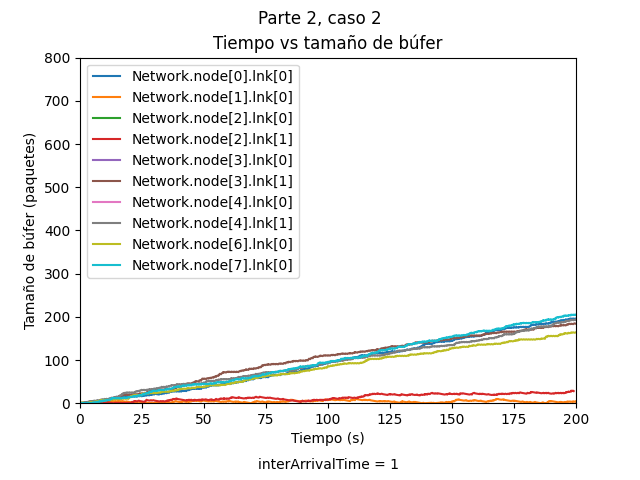 Parte 2, caso 2
Tiempo vs tamaño de búfer
Tamaño de búfer (paquetes)
800
700
600
500
400
300
200
100
0
Network.node[0].lnk[0]
Network.node[1].lnk[0]
Network.node[2].lnk[0]
Network.node[2].lnk[1]
Network.node[3].lnk[0]
Network.node[3].lnk[1]
Network.node[4].lnk[0]
Network.node[4].lnk[1]
Network.node[6].lnk[0]
Network.node[7].lnk[0]
0 25 50 75 100 125 150 175 200
Tiempo (s)
interArrivalTime = 1